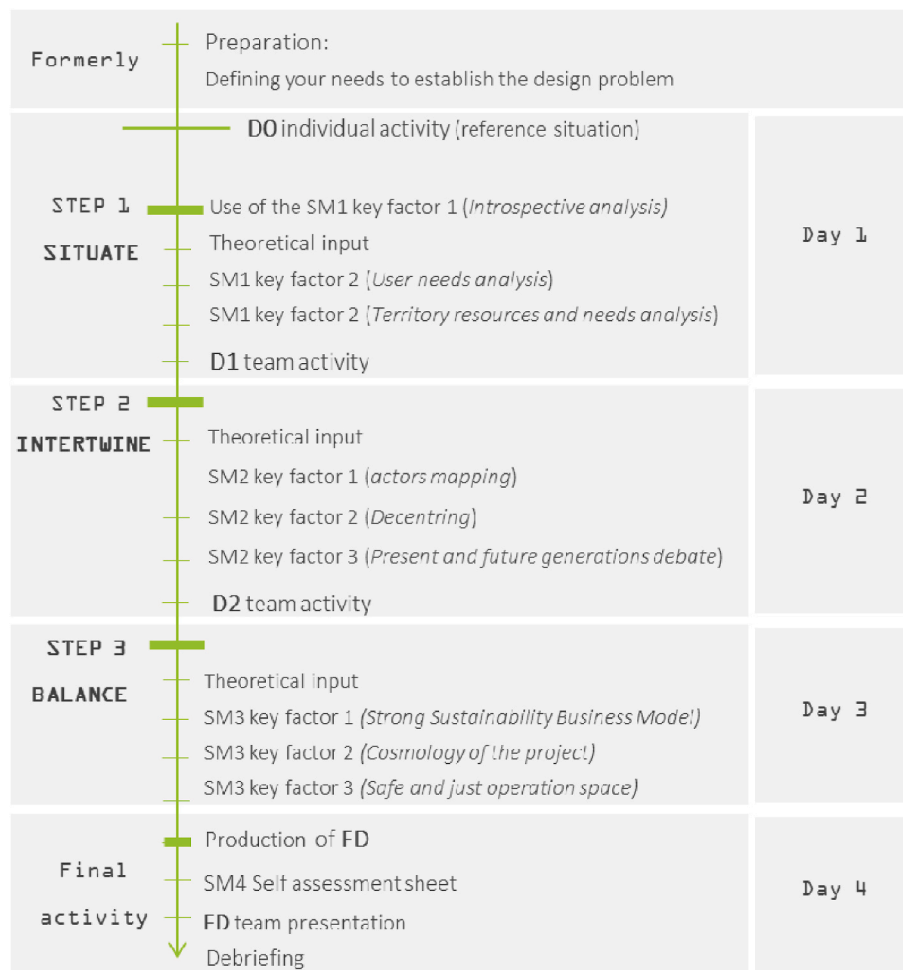 Formerly
Preparation:
Defining your needs to establish the design problem
D0 individual activity (reference situation)
STEP 1
SITUATE
Use of the SM1 key factor 1 (Introspective analysis)
Theoretical input
SM1 key factor 2 (User needs analysis)
SM1 key factor 2 (Territory resources and needs analysis)
D1 team activity
Day 1
STEP 2
INTERTWINE
Theoretical input
SM2 key factor 1 (actors mapping)
SM2 key factor 2 (Decentring)
SM2 key factor 3 (Present and future generations debate)
D2 team activity
Day 2
STEP 3
BALANCE
Theoretical input
SM3 key factor 1 (Strong Sustainability Business Model)
SM3 key factor 2 (Cosmology of the project)
SM3 key factor 3 (Safe and just operation space)
Day 3
Final
activity
Production of FD
SM4 Self assessment sheet
FD team presentation
Debriefing
Day 4